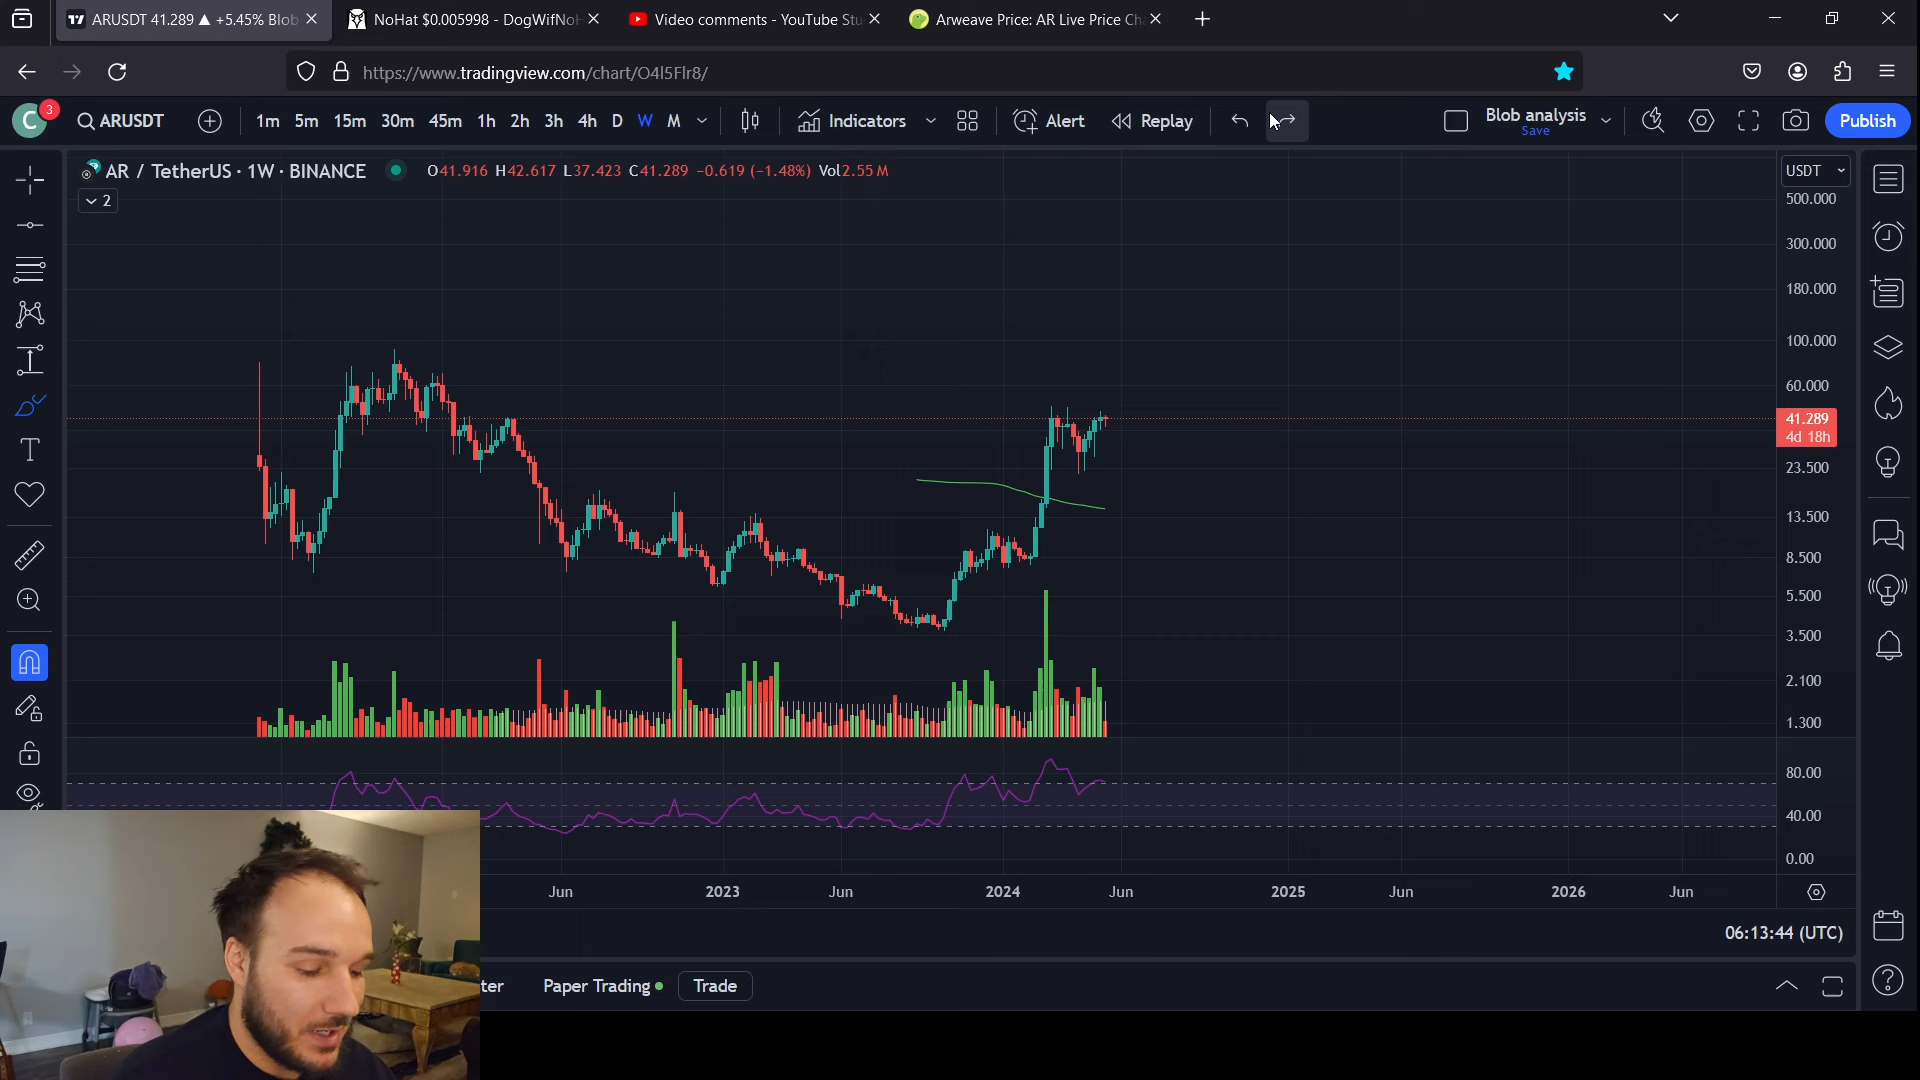 ARUSDT 41.289 ▲ +5.45% Blob
NoHat $0.005998 - DogWifNoH
Video comments - YouTube Stu
Arweave Price: AR Live Price Ch
https://www.tradingview.com/chart/O4l5Flr8/
C 3 ARUSDT 1m 5m 15m 30m 45m 1h 2h 3h 4h D W M Indicators Alert Replay Blob analysis Publish
Save
AR / TetherUS · 1W · BINANCE O41.916 H42.617 L37.423 C41.289 −0.619 (−1.48%) Vol2.55 M
USDT
2
500.000
300.000
180.000
100.000
60.000
41.289
4d 18h
23.500
13.500
8.500
5.500
3.500
2.100
1.300
80.00
40.00
0.00
Jun 2023 Jun 2024 Jun 2025 Jun 2026 Jun
06:13:44 (UTC)
ter Paper Trading Trade